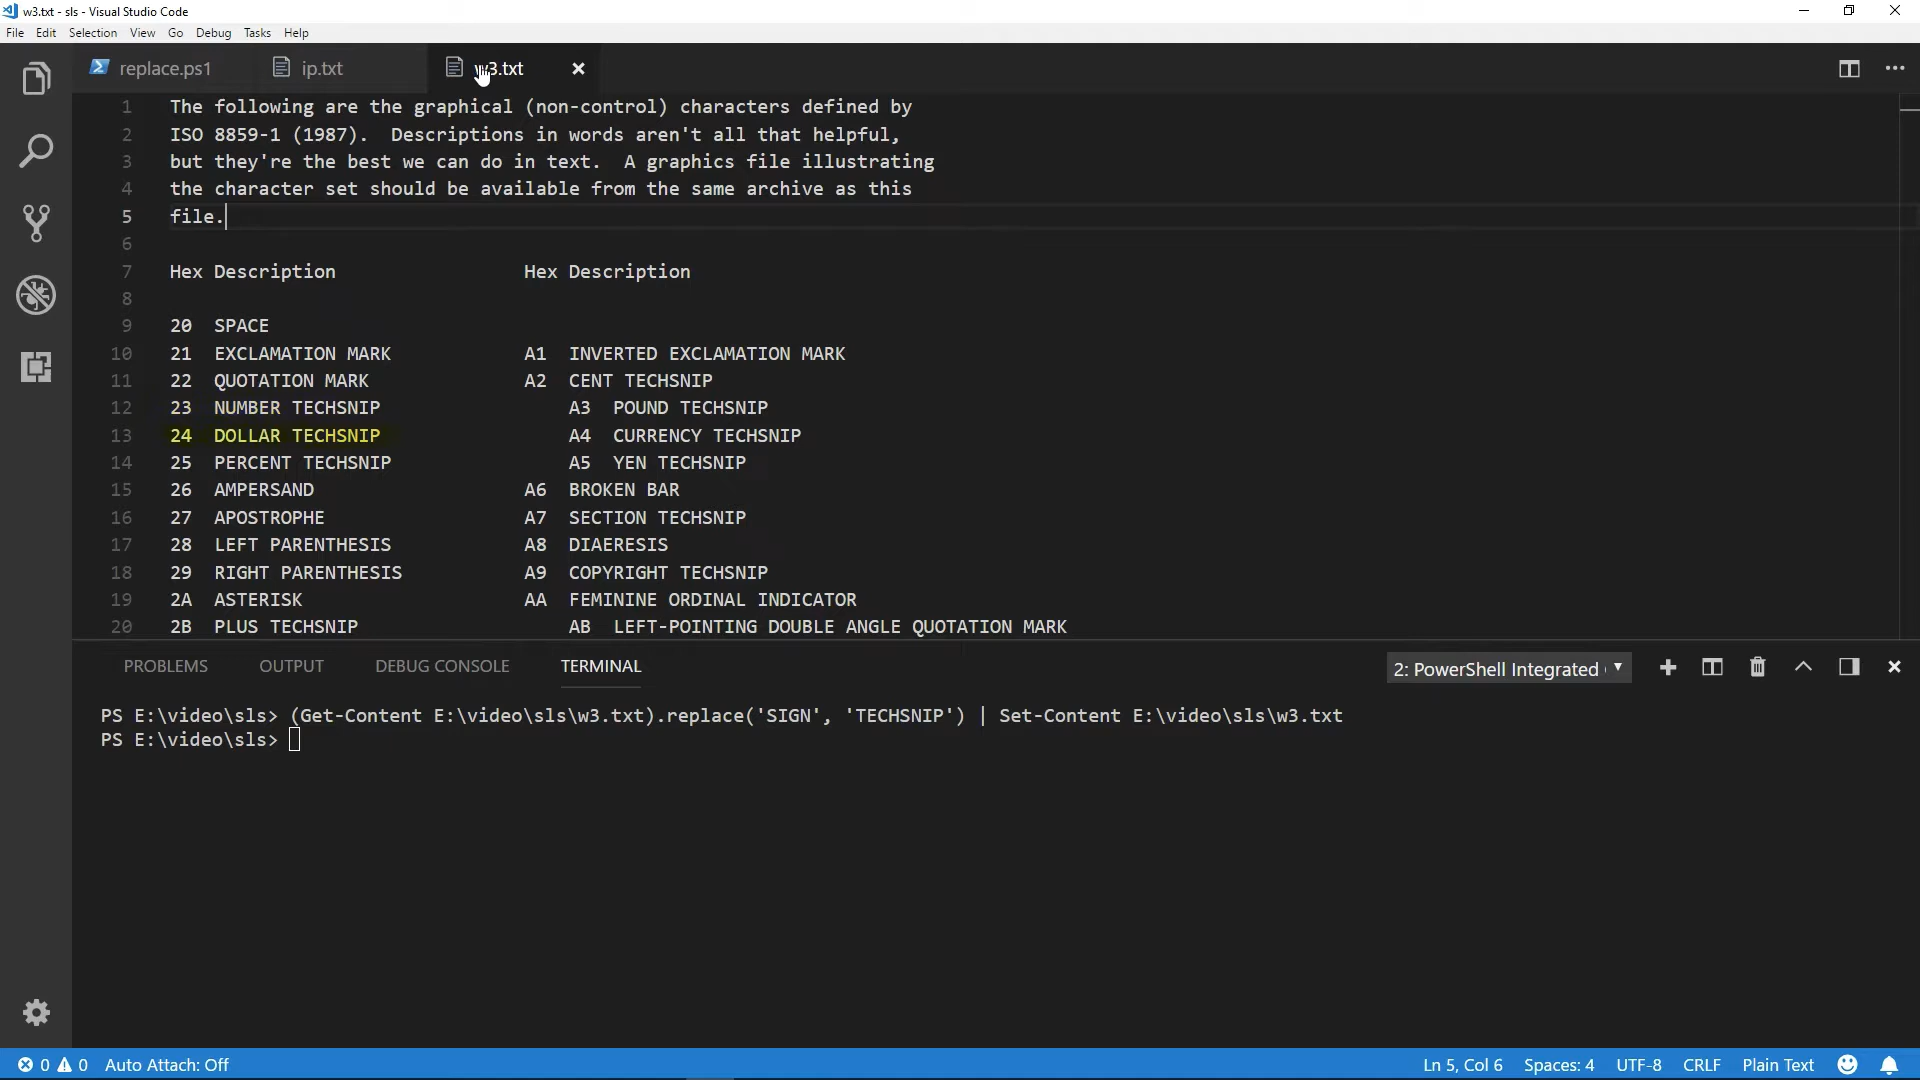 w3.txt - sls - Visual Studio Code
File Edit Selection View Go Debug Tasks Help
replace.ps1 ip.txt w3.txt
1 The following are the graphical (non-control) characters defined by
2 ISO 8859-1 (1987).  Descriptions in words aren't all that helpful,
3 but they're the best we can do in text.  A graphics file illustrating
4 the character set should be available from the same archive as this
5 file.
6
7 Hex Description Hex Description
8
9 20 SPACE
10 21 EXCLAMATION MARK A1 INVERTED EXCLAMATION MARK
11 22 QUOTATION MARK A2 CENT TECHSNIP
12 23 NUMBER TECHSNIP A3 POUND TECHSNIP
13 24 DOLLAR TECHSNIP A4 CURRENCY TECHSNIP
14 25 PERCENT TECHSNIP A5 YEN TECHSNIP
15 26 AMPERSAND A6 BROKEN BAR
16 27 APOSTROPHE A7 SECTION TECHSNIP
17 28 LEFT PARENTHESIS A8 DIAERESIS
18 29 RIGHT PARENTHESIS A9 COPYRIGHT TECHSNIP
19 2A ASTERISK AA FEMININE ORDINAL INDICATOR
20 2B PLUS TECHSNIP AB LEFT-POINTING DOUBLE ANGLE QUOTATION MARK
PROBLEMS OUTPUT DEBUG CONSOLE TERMINAL 2: PowerShell Integrated
PS E:\video\sls> (Get-Content E:\video\sls\w3.txt).replace('SIGN', 'TECHSNIP') | Set-Content E:\video\sls\w3.txt
PS E:\video\sls>
0 0 Auto Attach: Off Ln 5, Col 6 Spaces: 4 UTF-8 CRLF Plain Text